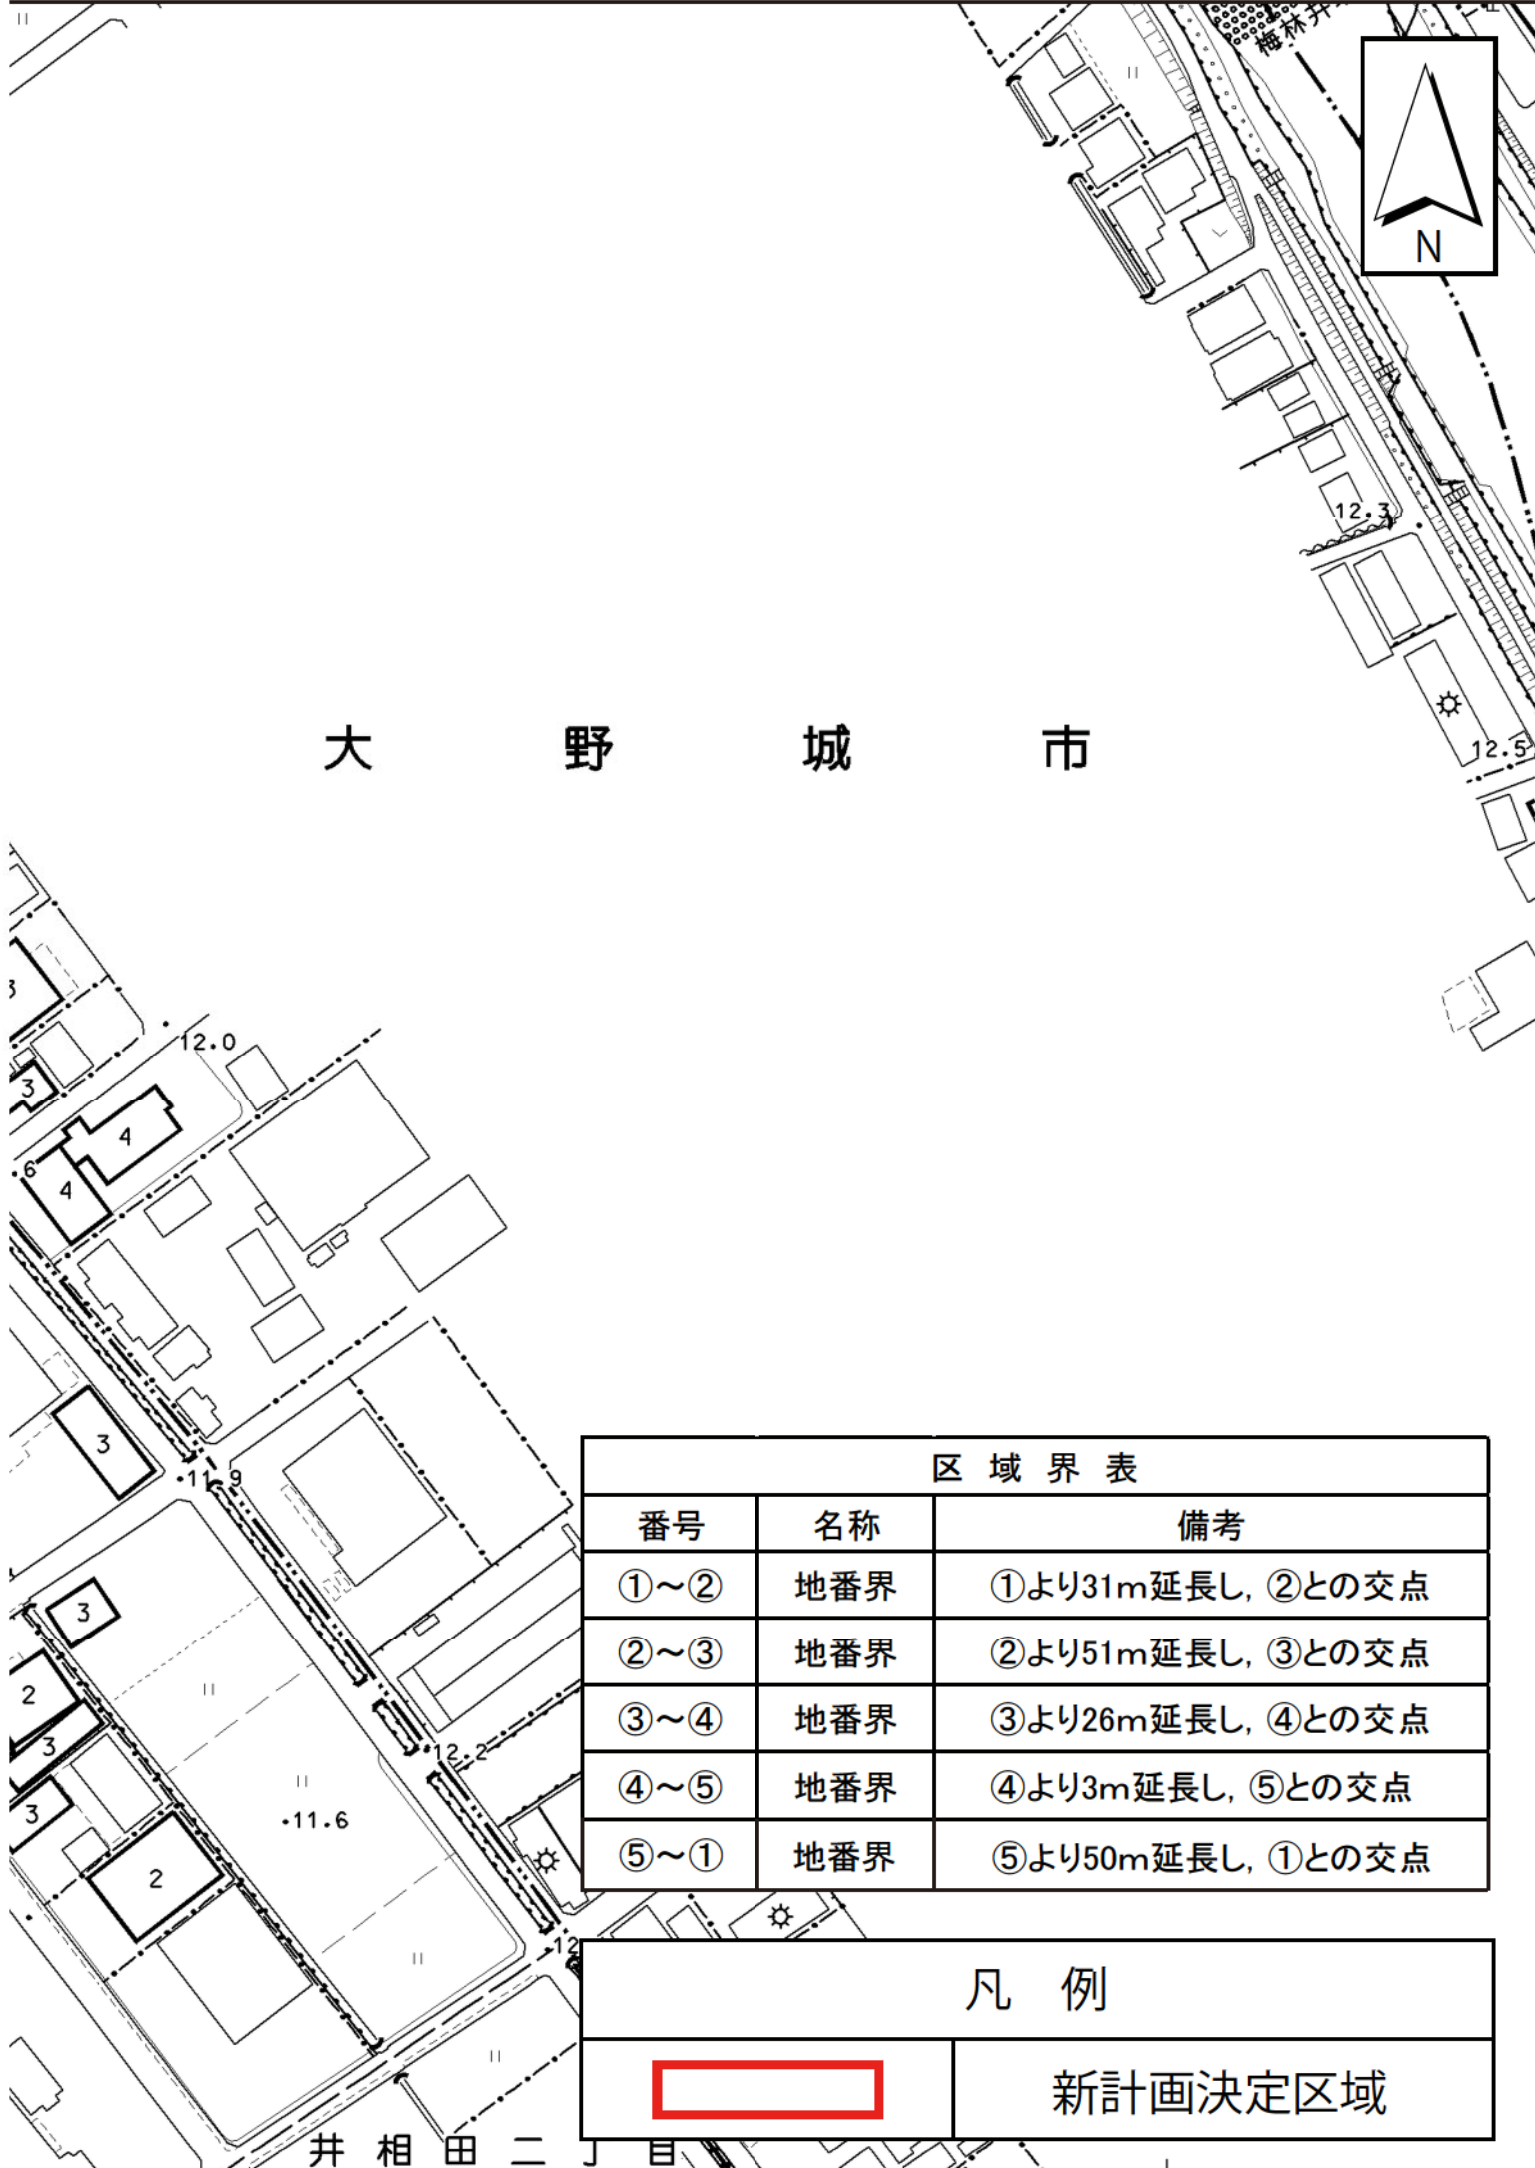 梅林井
N
12.3
12.5
大野城市
3
12.0
3
4
6
4
3
11.9
3
2
3
12.2
3
11.6
2
12
区域界表
番号 名称 備考
①～② 地番界 ①より31m延長し，②との交点
②～③ 地番界 ②より51m延長し，③との交点
③～④ 地番界 ③より26m延長し，④との交点
④～⑤ 地番界 ④より3m延長し，⑤との交点
⑤～① 地番界 ⑤より50m延長し，①との交点
凡例
新計画決定区域
井相田二丁目